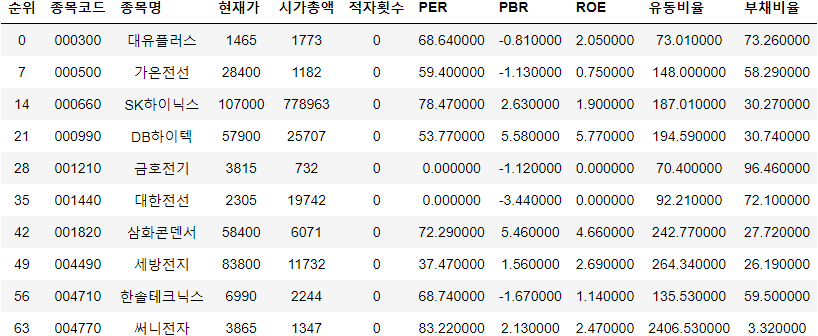 순위 종목코드 종목명 현재가 시가총액 적자횟수 PER PBR ROE 유동비율 부채비율
0 000300 대유플러스 1465 1773 0 68.640000 -0.810000 2.050000 73.010000 73.260000
7 000500 가온전선 28400 1182 0 59.400000 -1.130000 0.750000 148.000000 58.290000
14 000660 SK하이닉스 107000 778963 0 78.470000 2.630000 1.900000 187.010000 30.270000
21 000990 DB하이텍 57900 25707 0 53.770000 5.580000 5.770000 194.590000 30.740000
28 001210 금호전기 3815 732 0 0.000000 -1.120000 0.000000 70.400000 96.460000
35 001440 대한전선 2305 19742 0 0.000000 -3.440000 0.000000 92.210000 72.100000
42 001820 삼화콘덴서 58400 6071 0 72.290000 5.460000 4.660000 242.770000 27.720000
49 004490 세방전지 83800 11732 0 37.470000 1.560000 2.690000 264.340000 26.190000
56 004710 한솔테크닉스 6990 2244 0 68.740000 -1.670000 1.140000 135.530000 59.500000
63 004770 써니전자 3865 1347 0 83.220000 2.130000 2.470000 2406.530000 3.320000